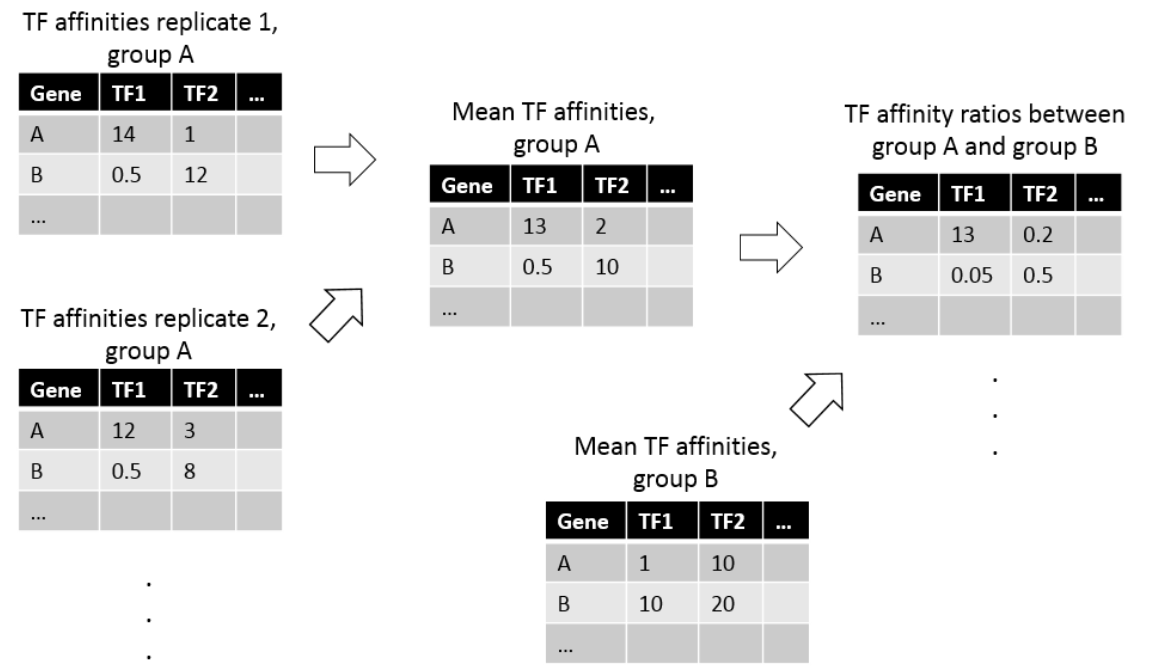 TF affinities replicate 1,
group A
Gene TF1 TF2 ...
A 14 1
B 0.5 12
...
TF affinities replicate 2,
group A
Gene TF1 TF2 ...
A 12 3
B 0.5 8
...
.
.
.
Mean TF affinities,
group A
Gene TF1 TF2 ...
A 13 2
B 0.5 10
...
Mean TF affinities,
group B
Gene TF1 TF2 ...
A 1 10
B 10 20
...
TF affinity ratios between
group A and group B
Gene TF1 TF2 ...
A 13 0.2
B 0.05 0.5
...
.
.
.